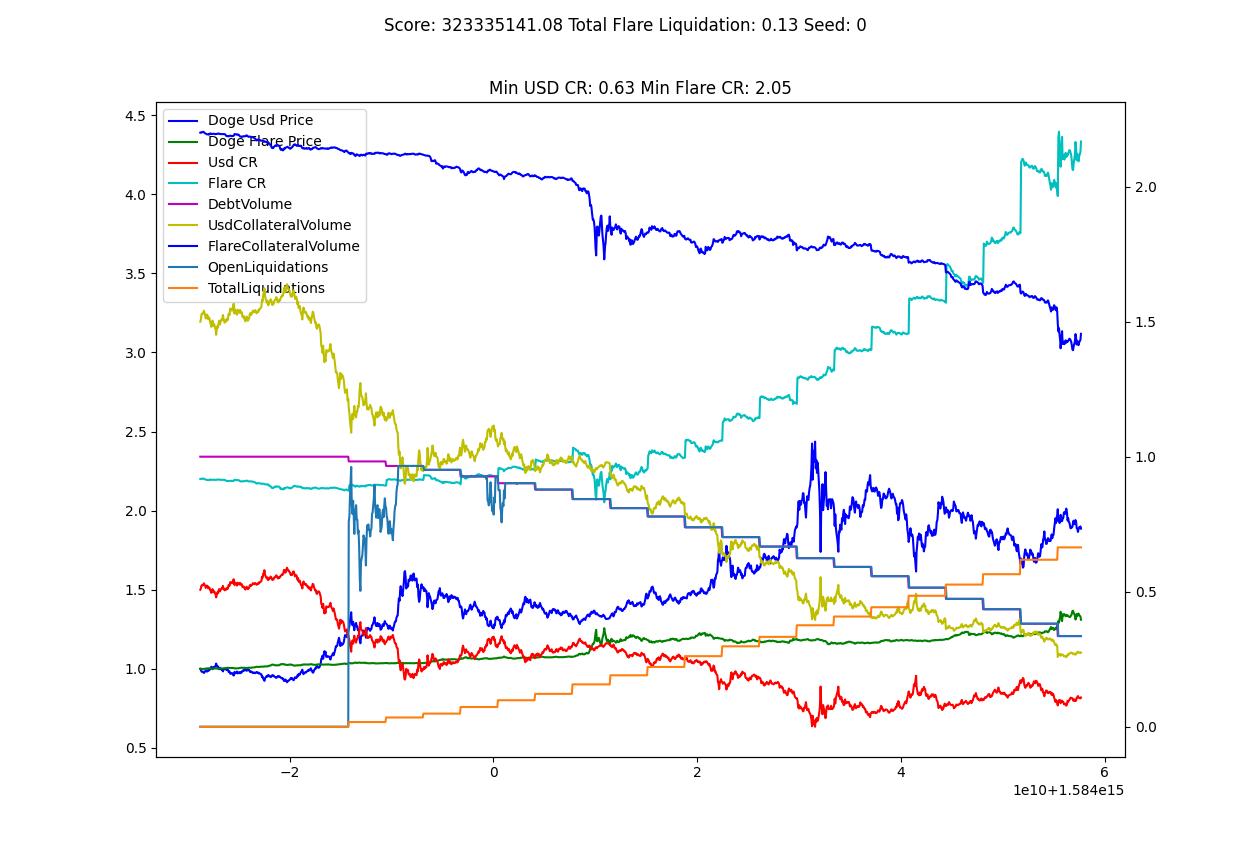 Score: 323335141.08 Total Flare Liquidation: 0.13 Seed: 0
Min USD CR: 0.63 Min Flare CR: 2.05
Doge Usd Price
Doge Flare Price
Usd CR
Flare CR
DebtVolume
UsdCollateralVolume
FlareCollateralVolume
OpenLiquidations
TotalLiquidations
4.5
4.0
3.5
3.0
2.5
2.0
1.5
1.0
0.5
2.0
1.5
1.0
0.5
0.0
−2 0 2 4 6
1e10+1.584e15